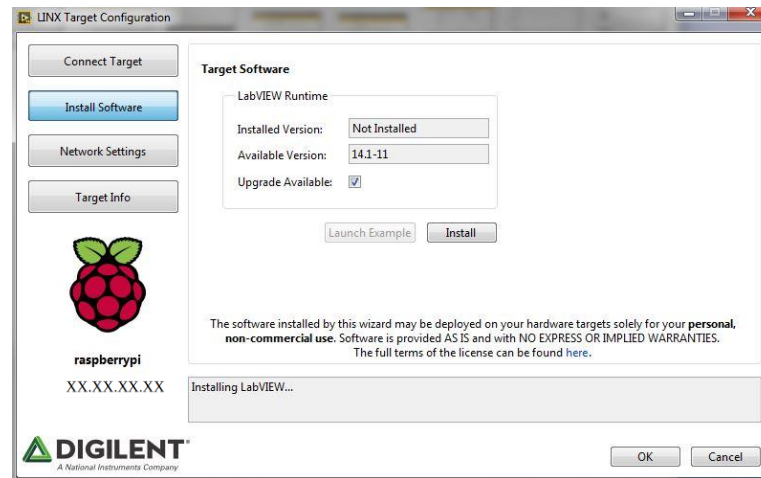 LINX Target Configuration
Connect Target
Install Software
Network Settings
Target Info
raspberrypi
XX.XX.XX.XX
Target Software
LabVIEW Runtime
Installed Version: Not Installed
Available Version: 14.1-11
Upgrade Available:
Launch Example Install
The software installed by this wizard may be deployed on your hardware targets solely for your personal,
non-commercial use. Software is provided AS IS and with NO EXPRESS OR IMPLIED WARRANTIES.
The full terms of the license can be found here.
Installing LabVIEW...
DIGILENT
A National Instruments Company
OK Cancel